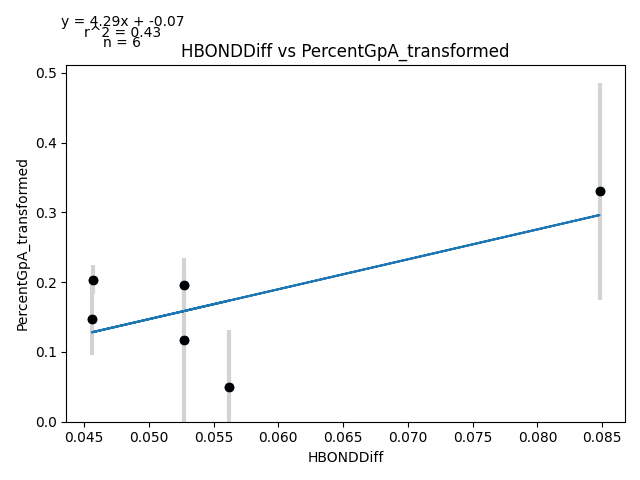 y = 4.29x + -0.07
r^2 = 0.43
n = 6
HBONDDiff vs PercentGpA_transformed
PercentGpA_transformed
0.5
0.4
0.3
0.2
0.1
0.0
0.045 0.050 0.055 0.060 0.065 0.070 0.075 0.080 0.085
HBONDDiff